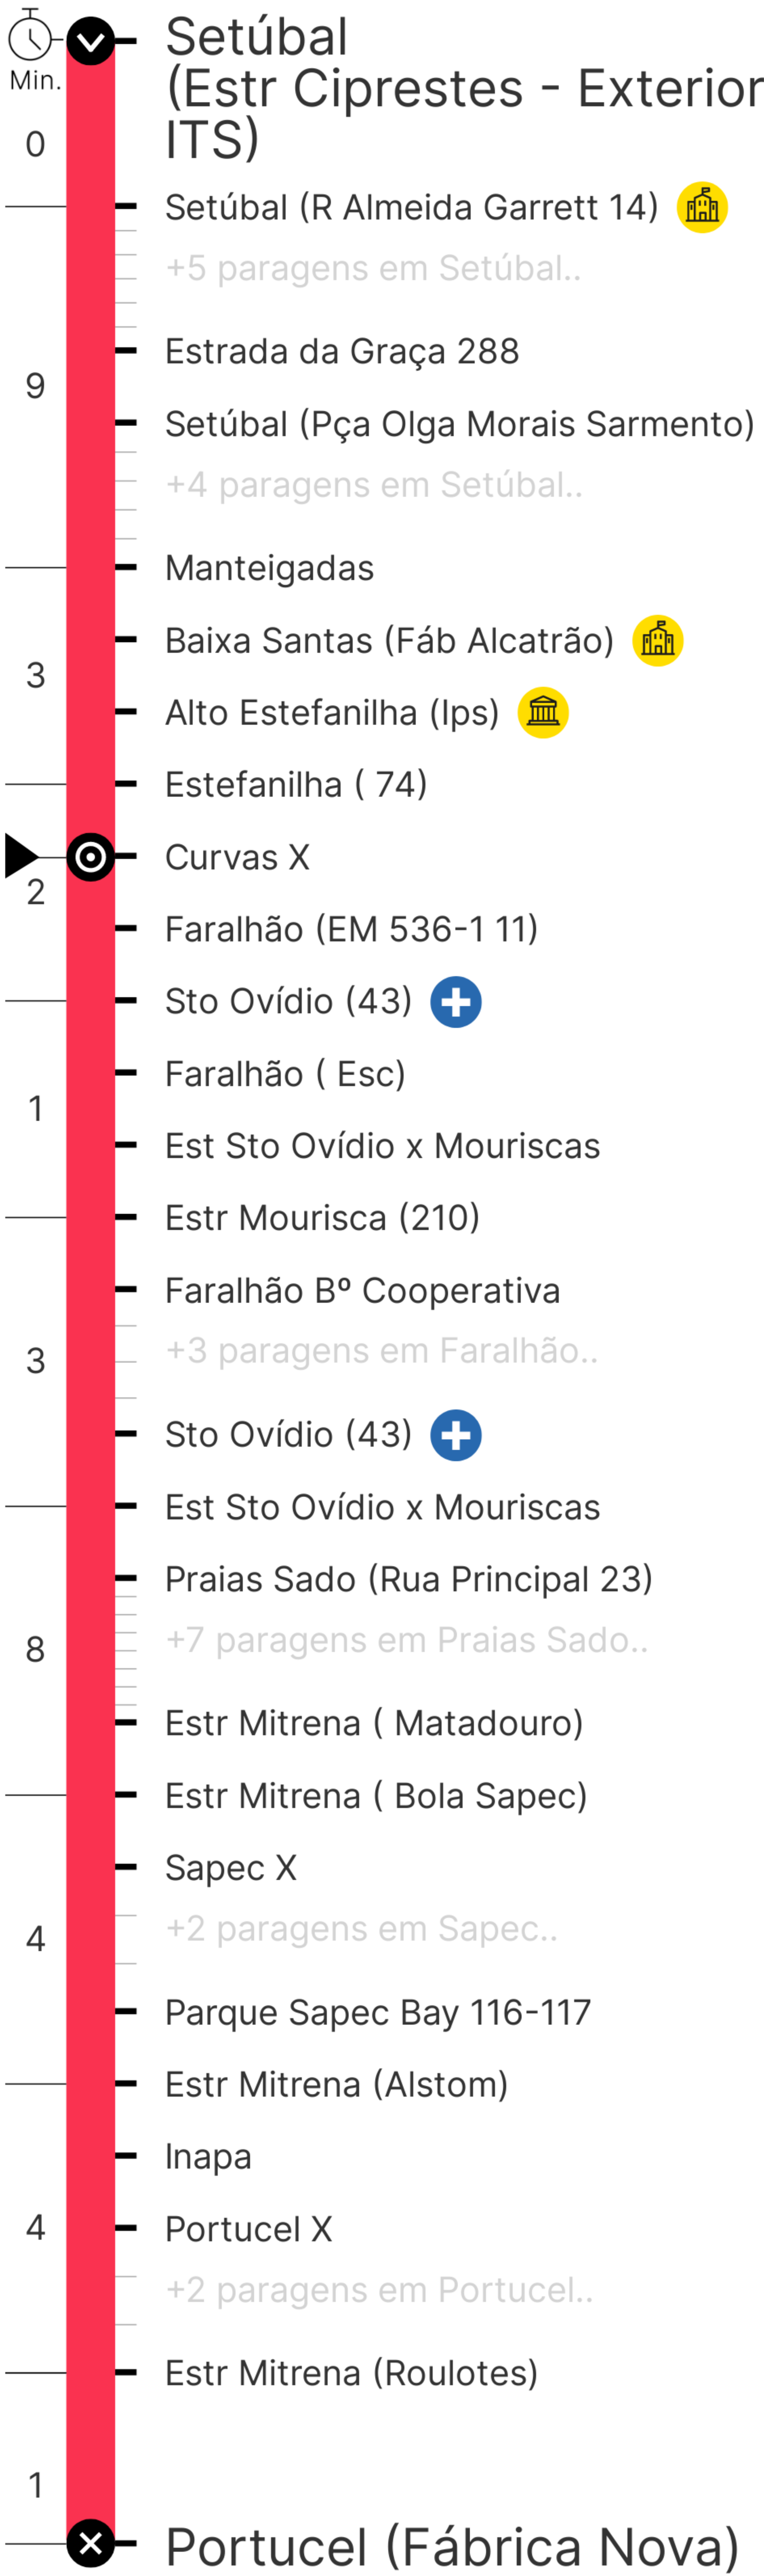 Setúbal
(Estr Ciprestes - Exterior
ITS)
Min.
0
Setúbal (R Almeida Garrett 14)
+5 paragens em Setúbal..
Estrada da Graça 288
9
Setúbal (Pça Olga Morais Sarmento)
+4 paragens em Setúbal..
Manteigadas
Baixa Santas (Fáb Alcatrão)
3
Alto Estefanilha (Ips)
Estefanilha ( 74)
Curvas X
2
Faralhão (EM 536-1 11)
Sto Ovídio (43)
Faralhão ( Esc)
1
Est Sto Ovídio x Mouriscas
Estr Mourisca (210)
Faralhão Bº Cooperativa
+3 paragens em Faralhão..
3
Sto Ovídio (43)
Est Sto Ovídio x Mouriscas
Praias Sado (Rua Principal 23)
+7 paragens em Praias Sado..
8
Estr Mitrena ( Matadouro)
Estr Mitrena ( Bola Sapec)
Sapec X
+2 paragens em Sapec..
4
Parque Sapec Bay 116-117
Estr Mitrena (Alstom)
Inapa
4
Portucel X
+2 paragens em Portucel..
Estr Mitrena (Roulotes)
1
Portucel (Fábrica Nova)